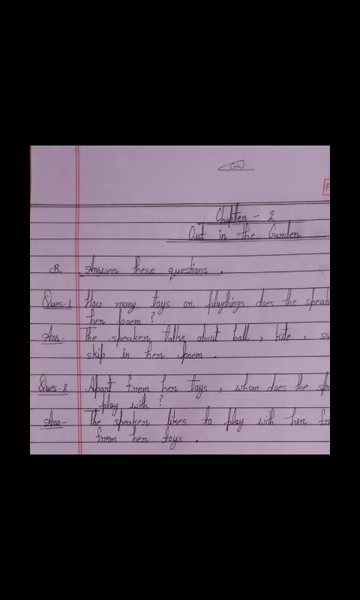 Chapter - 2
Out in the Garden
B. Answer these questions.
Ques-1 How many toys or playthings does the speak
her poem?
Ans- The speaker talks about ball, kite,
skip in her poem.
Ques-2 Apart from her toys, whom does the sp
play with?
Ans- The speaker likes to play with her fr
from her toys.